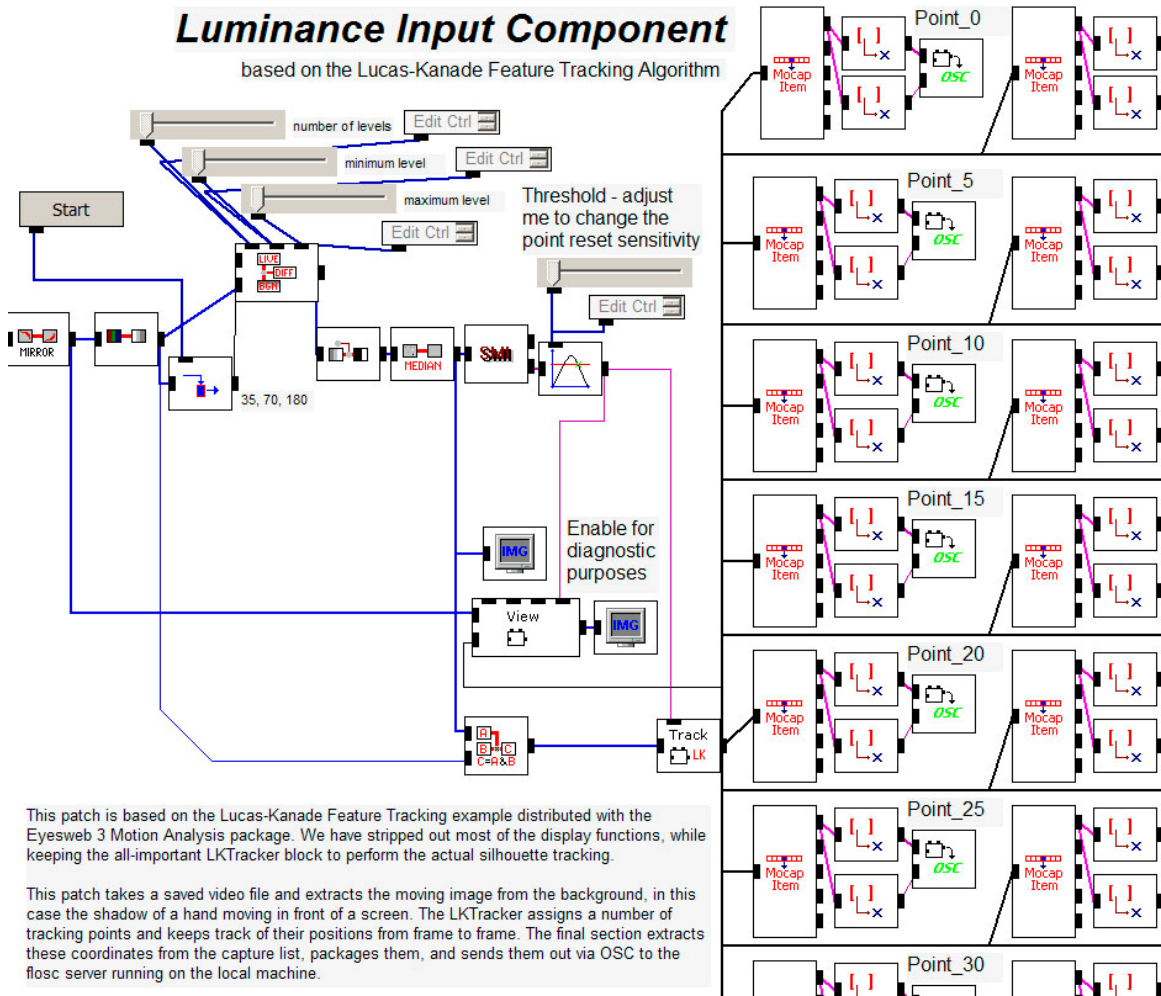 Luminance Input Component
based on the Lucas-Kanade Feature Tracking Algorithm
number of levels
Edit Ctrl
minimum level
Edit Ctrl
maximum level
Edit Ctrl
Start
Threshold - adjust
me to change the
point reset sensitivity
Edit Ctrl
LIVE
DIFF
BGN
MIRROR
MEDIAN
SMI
35, 70, 180
IMG
Enable for
diagnostic
purposes
View
IMG
A
B C
C=A&B
Track
LK
This patch is based on the Lucas-Kanade Feature Tracking example distributed with the
Eyesweb 3 Motion Analysis package. We have stripped out most of the display functions, while
keeping the all-important LKTracker block to perform the actual silhouette tracking.
This patch takes a saved video file and extracts the moving image from the background, in this
case the shadow of a hand moving in front of a screen. The LKTracker assigns a number of
tracking points and keeps track of their positions from frame to frame. The final section extracts
these coordinates from the capture list, packages them, and sends them out via OSC to the
flosc server running on the local machine.
Point_0
Mocap
Item
[ ]
x
[ ]
x
OSC
Mocap
Item
[ ]
x
[ ]
x
Point_5
Mocap
Item
[ ]
x
[ ]
x
OSC
Mocap
Item
[ ]
x
[ ]
x
Point_10
Mocap
Item
[ ]
x
[ ]
x
OSC
Mocap
Item
[ ]
x
[ ]
x
Point_15
Mocap
Item
[ ]
x
[ ]
x
OSC
Mocap
Item
[ ]
x
[ ]
x
Point_20
Mocap
Item
[ ]
x
[ ]
x
OSC
Mocap
Item
[ ]
x
[ ]
x
Point_25
Mocap
Item
[ ]
x
[ ]
x
OSC
Mocap
Item
[ ]
x
[ ]
x
Point_30
[ ]
[ ]